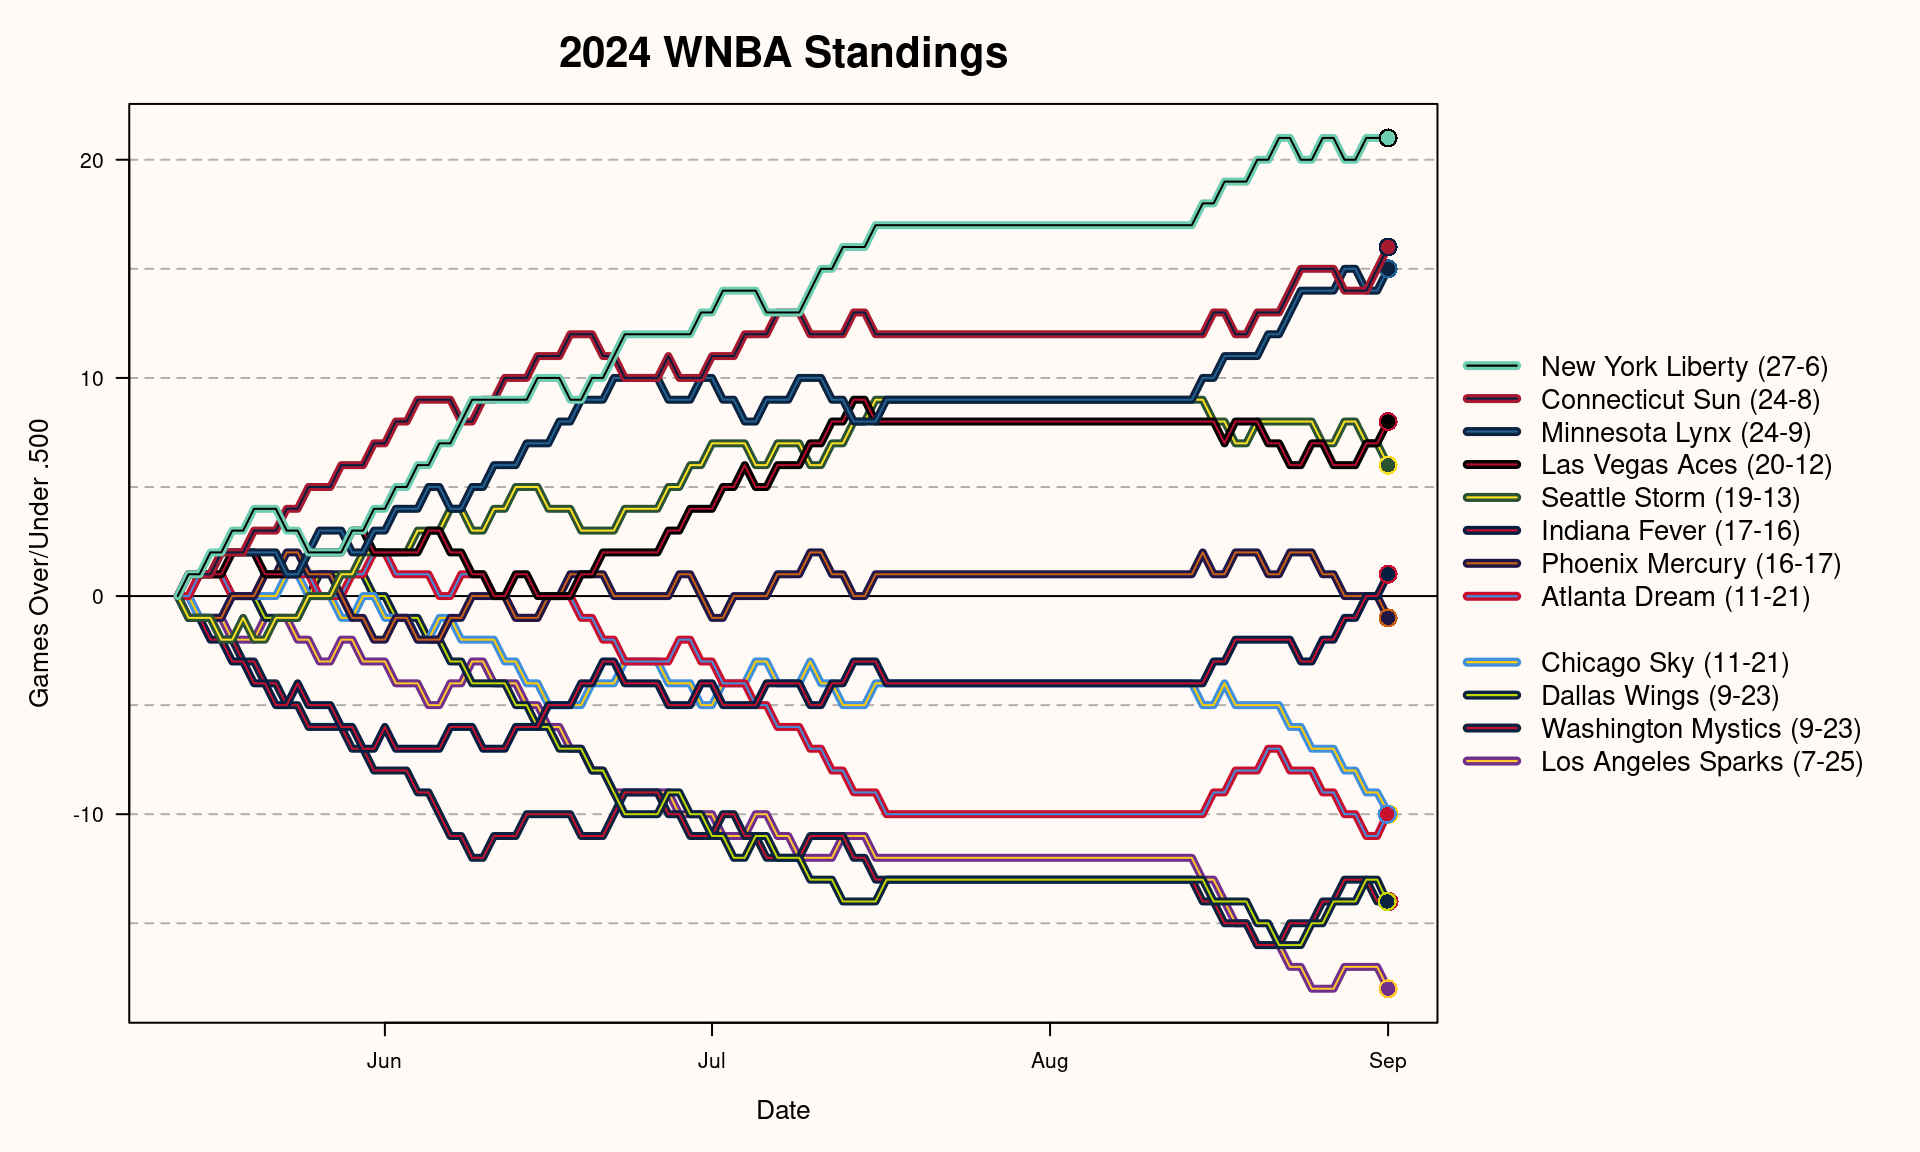 2024 WNBA Standings
Games Over/Under .500
20
10
0
-10
Jun
Jul
Aug
Sep
Date
New York Liberty (27-6)
Connecticut Sun (24-8)
Minnesota Lynx (24-9)
Las Vegas Aces (20-12)
Seattle Storm (19-13)
Indiana Fever (17-16)
Phoenix Mercury (16-17)
Atlanta Dream (11-21)
Chicago Sky (11-21)
Dallas Wings (9-23)
Washington Mystics (9-23)
Los Angeles Sparks (7-25)